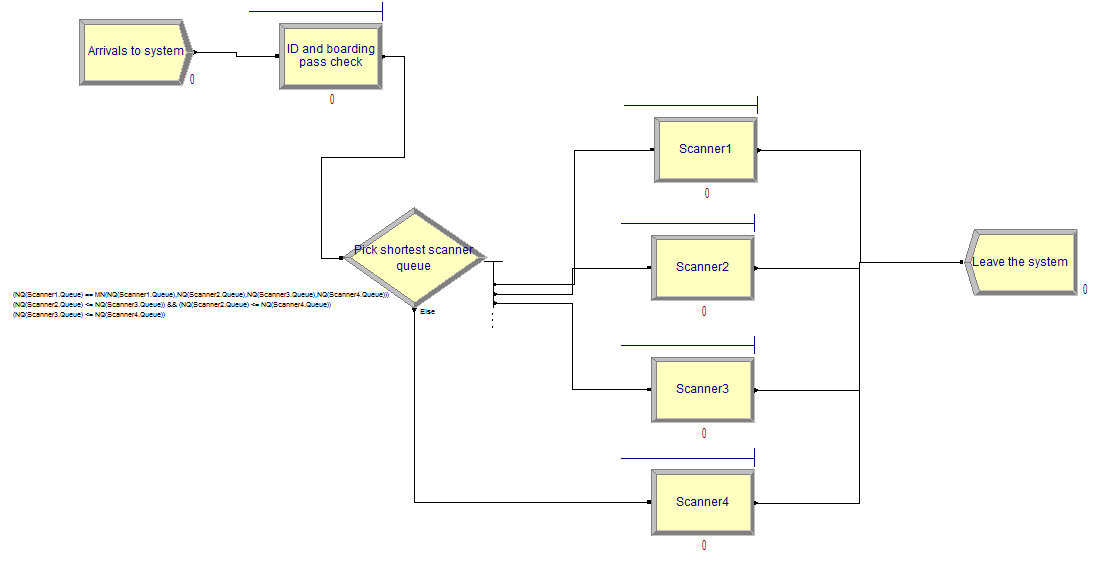 Arrivals to system
0
ID and boarding
pass check
0
Scanner1
0
Pick shortest scanner
queue
Scanner2
0
Leave the system
0
(NQ(Scanner1.Queue) == MN(NQ(Scanner1.Queue),NQ(Scanner2.Queue),NQ(Scanner3.Queue),NQ(Scanner4.Queue)))
(NQ(Scanner2.Queue) <= NQ(Scanner3.Queue)) && (NQ(Scanner2.Queue) <= NQ(Scanner4.Queue))
(NQ(Scanner3.Queue) <= NQ(Scanner4.Queue))
Else
Scanner3
0
Scanner4
0